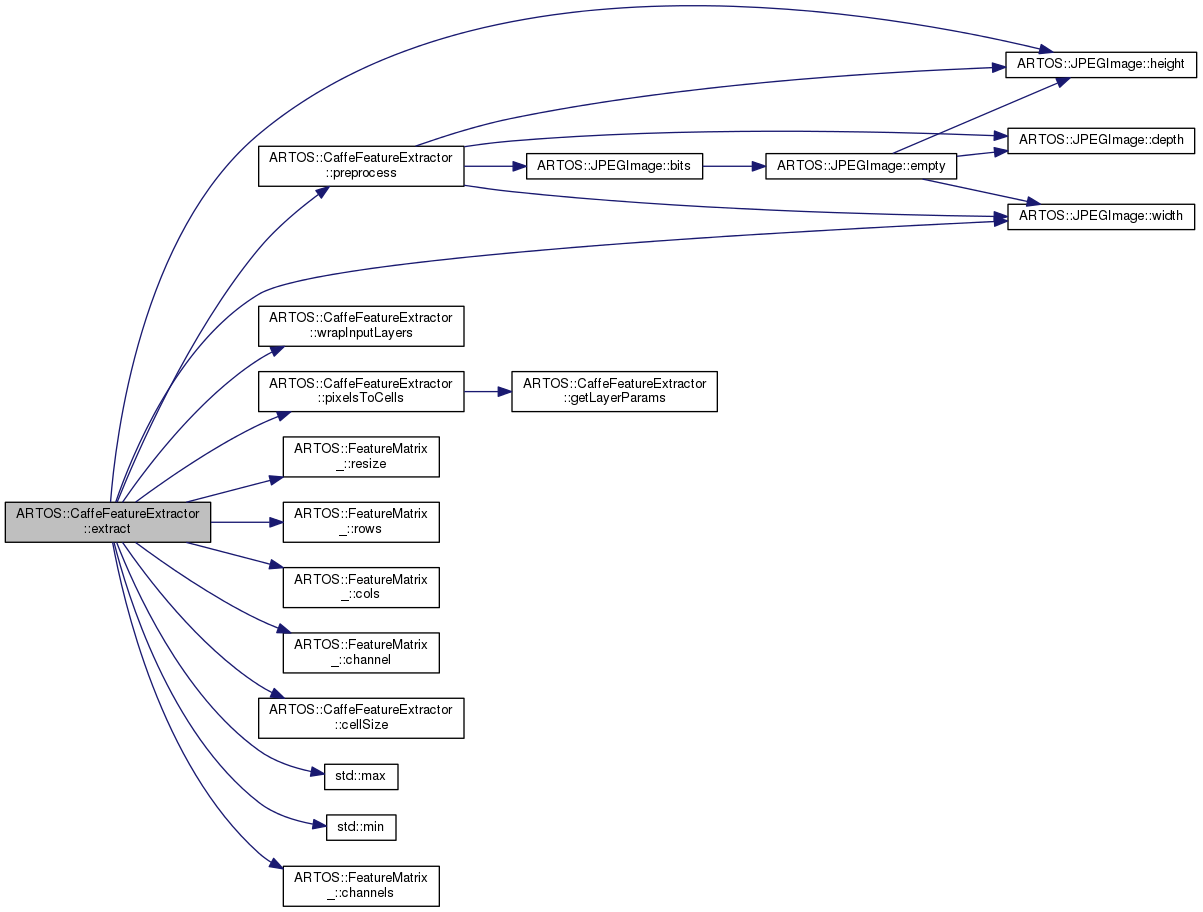 ARTOS::CaffeFeatureExtractor
::extract
ARTOS::CaffeFeatureExtractor
::preprocess
ARTOS::JPEGImage::bits
ARTOS::JPEGImage::empty
ARTOS::JPEGImage::height
ARTOS::JPEGImage::depth
ARTOS::JPEGImage::width
ARTOS::CaffeFeatureExtractor
::wrapInputLayers
ARTOS::CaffeFeatureExtractor
::pixelsToCells
ARTOS::CaffeFeatureExtractor
::getLayerParams
ARTOS::FeatureMatrix
_::resize
ARTOS::FeatureMatrix
_::rows
ARTOS::FeatureMatrix
_::cols
ARTOS::FeatureMatrix
_::channel
ARTOS::CaffeFeatureExtractor
::cellSize
std::max
std::min
ARTOS::FeatureMatrix
_::channels